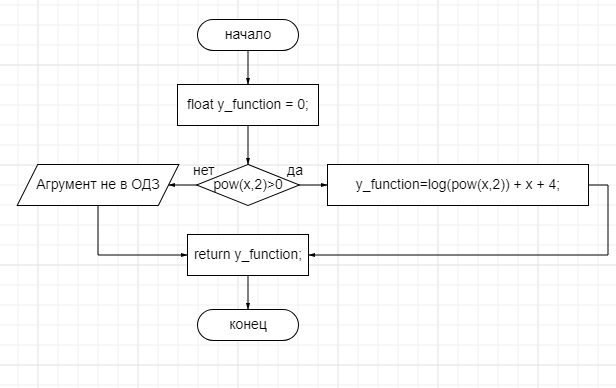 начало
float y_function = 0;
нет
да
Агрумент не в ОДЗ
pow(x,2)>0
y_function=log(pow(x,2)) + x + 4;
return y_function;
конец